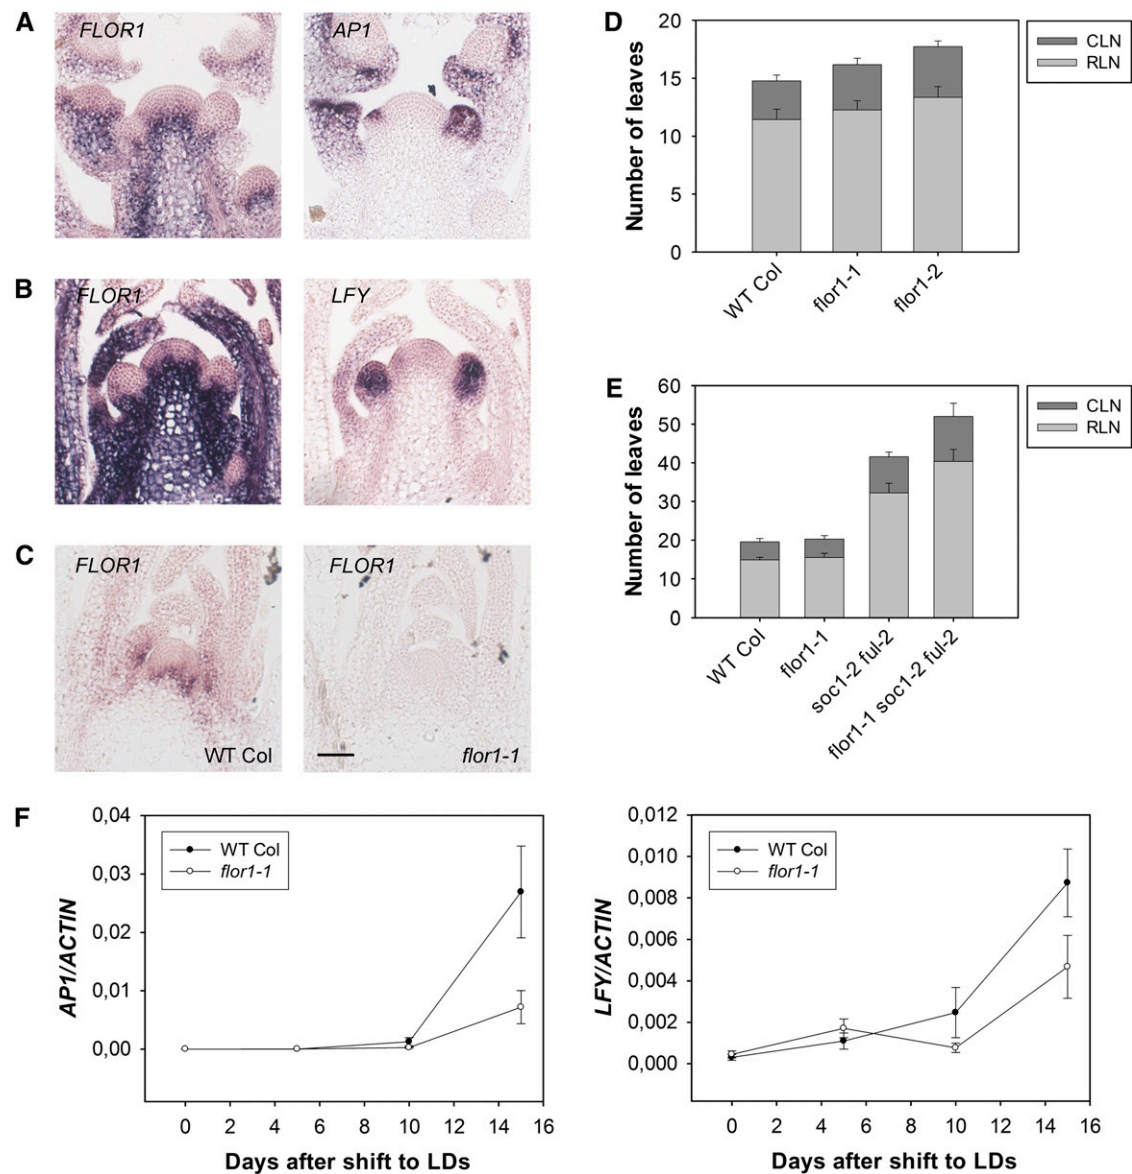 A
FLOR1
AP1
B
FLOR1
LFY
C
FLOR1
WT Col
FLOR1
flor1-1
D
Number of leaves
20
15
10
5
0
WT Col
flor1-1
flor1-2
CLN
RLN
E
Number of leaves
60
50
40
30
20
10
0
WT Col
flor1-1
soc1-2 ful-2
flor1-1 soc1-2 ful-2
CLN
RLN
F
AP1/ACTIN
0,04
0,03
0,02
0,01
0,00
WT Col
flor1-1
0 2 4 6 8 10 12 14 16
Days after shift to LDs
LFY/ACTIN
0,012
0,010
0,008
0,006
0,004
0,002
0,000
WT Col
flor1-1
0 2 4 6 8 10 12 14 16
Days after shift to LDs